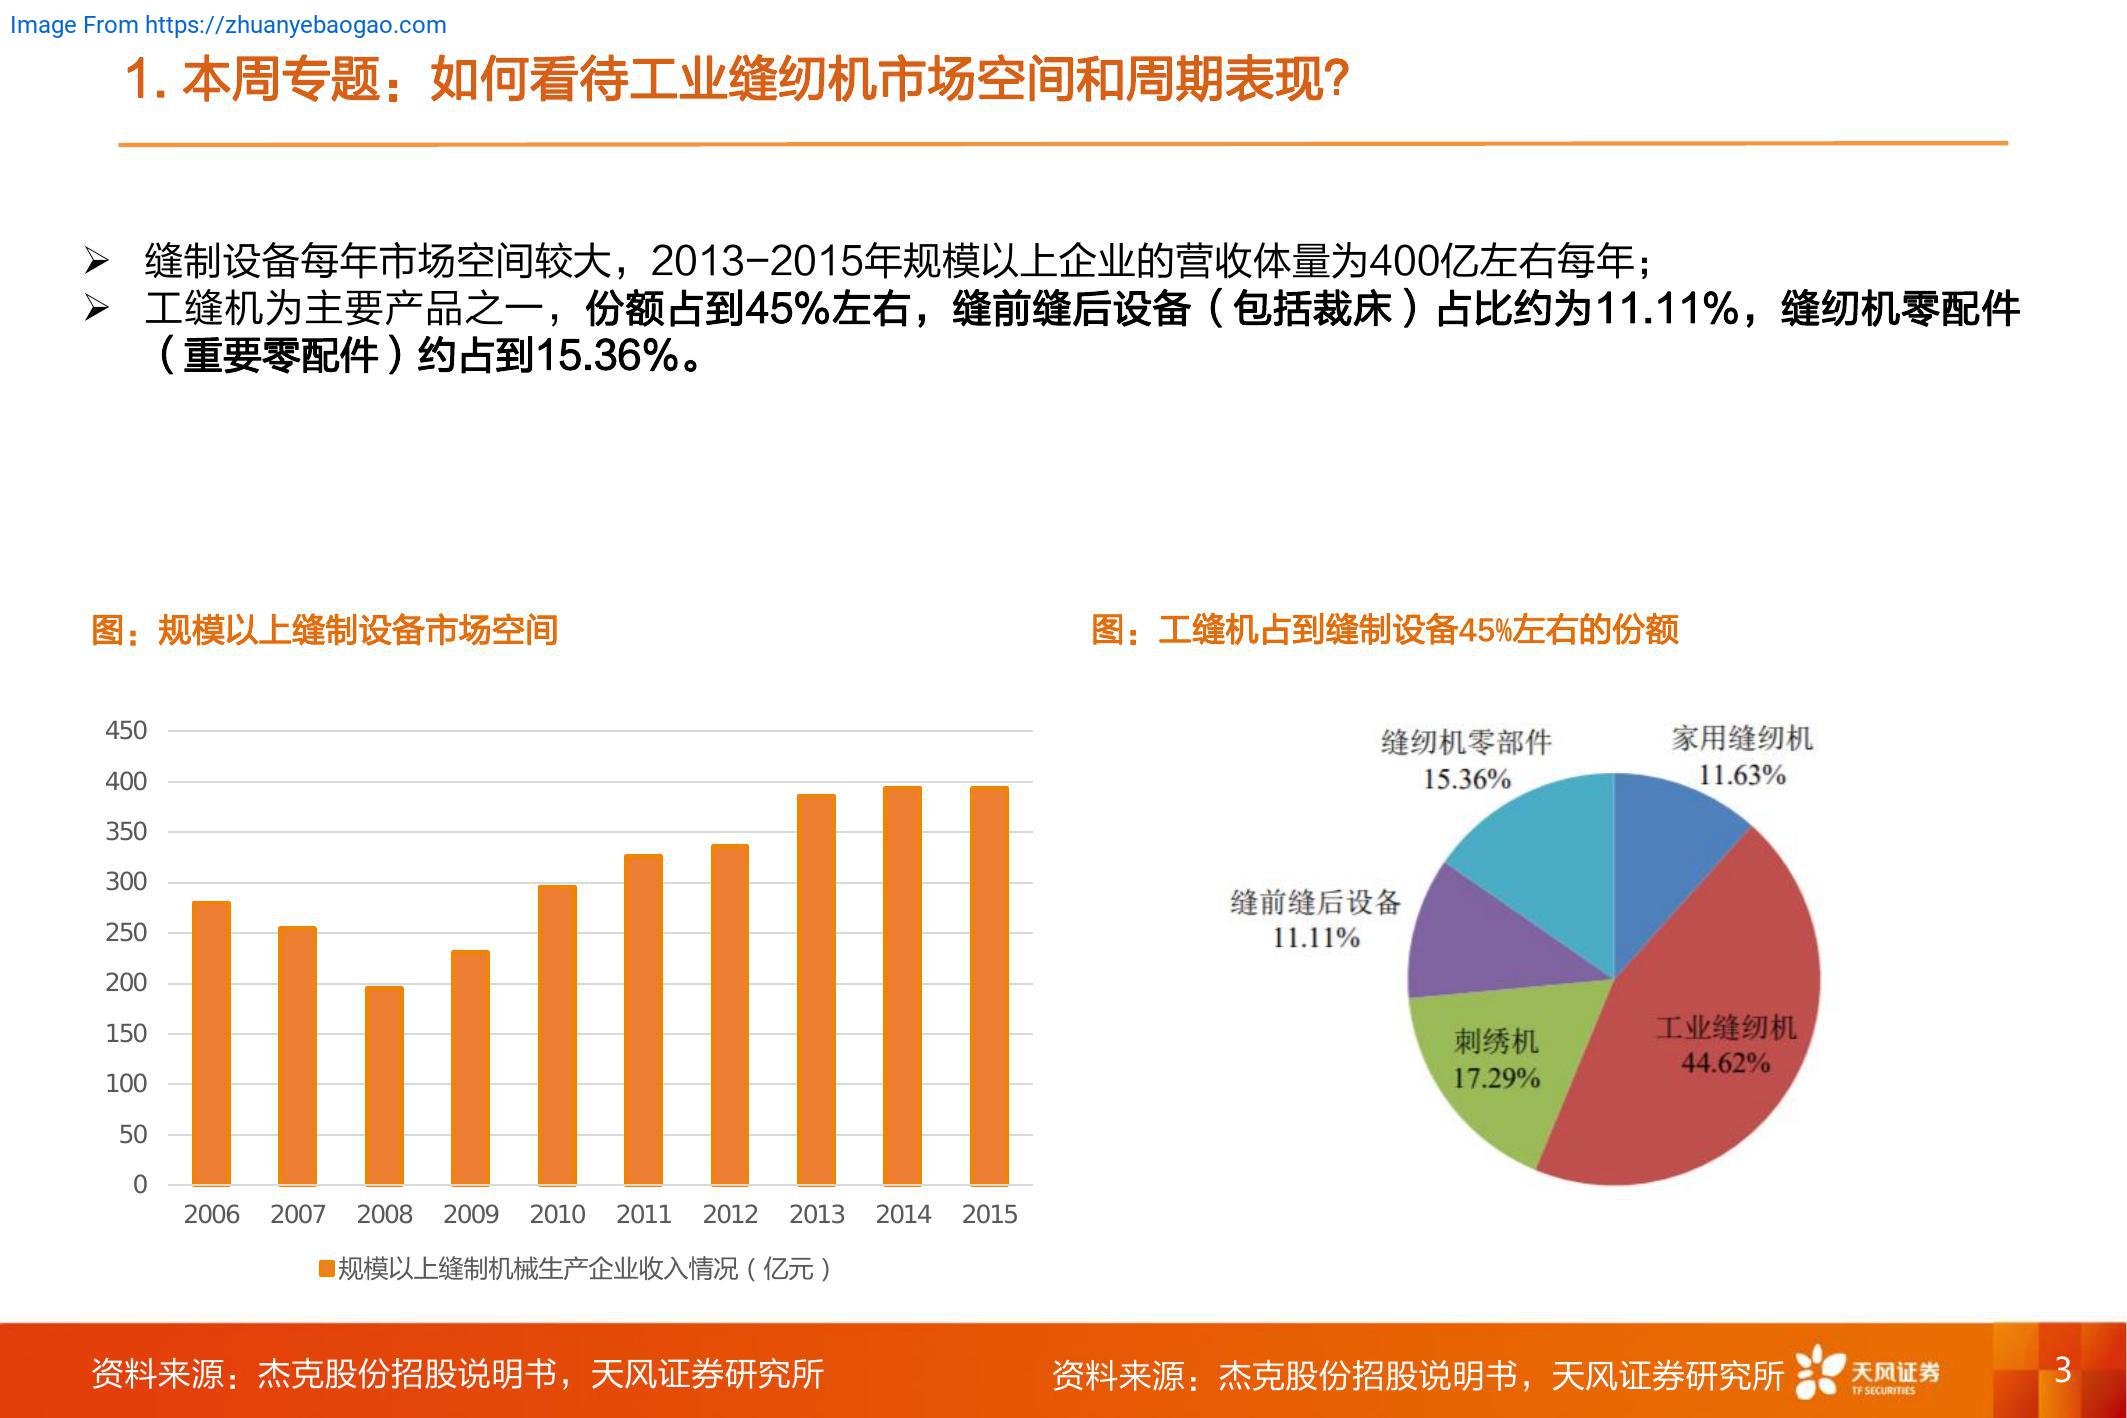 Image From https://zhuanyebaogao.com
1. 本周专题：如何看待工业缝纫机市场空间和周期表现？
➢ 缝制设备每年市场空间较大，2013-2015年规模以上企业的营收体量为400亿左右每年；
➢ 工缝机为主要产品之一，份额占到45%左右，缝前缝后设备（包括裁床）占比约为11.11%，缝纫机零配件
（重要零配件）约占到15.36%。
图：规模以上缝制设备市场空间
450
400
350
300
250
200
150
100
50
0
2006 2007 2008 2009 2010 2011 2012 2013 2014 2015
规模以上缝制机械生产企业收入情况（亿元）
图：工缝机占到缝制设备45%左右的份额
缝纫机零部件
15.36%
家用缝纫机
11.63%
缝前缝后设备
11.11%
刺绣机
17.29%
工业缝纫机
44.62%
资料来源：杰克股份招股说明书，天风证券研究所
资料来源：杰克股份招股说明书，天风证券研究所
天风证券
TF SECURITIES
3